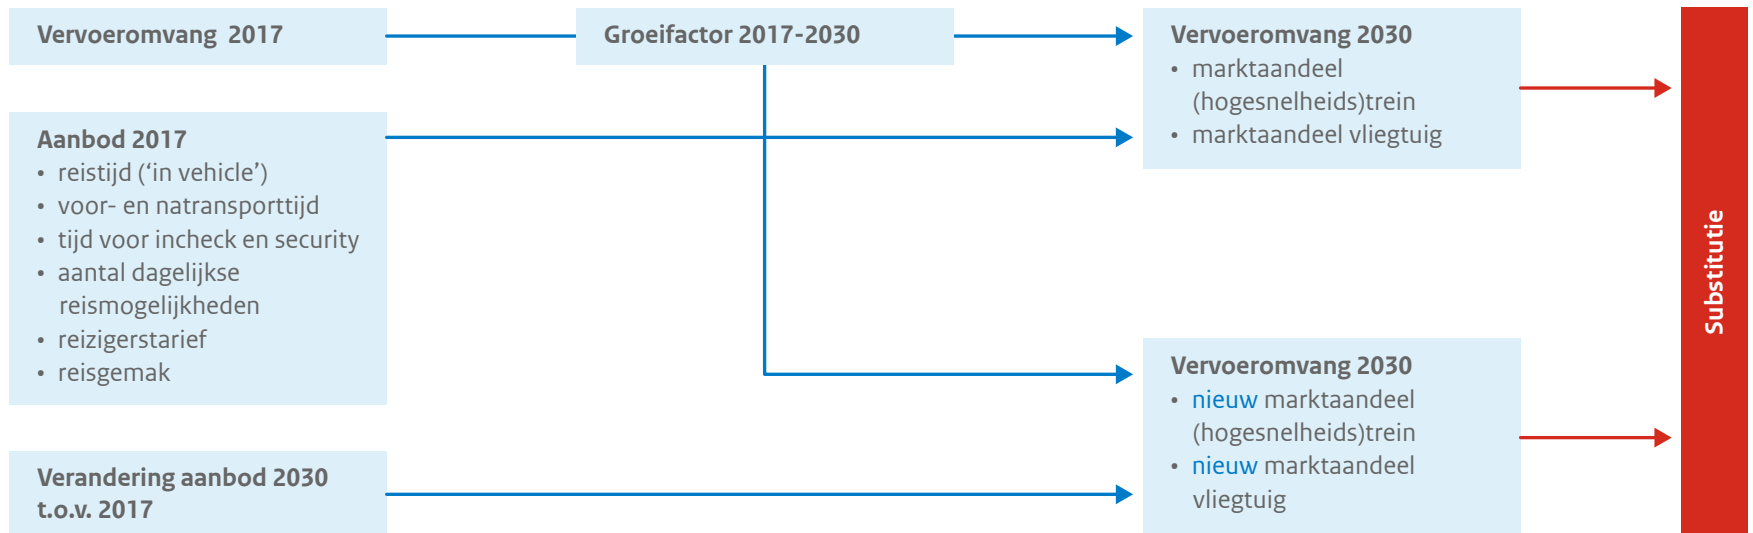 Vervoeromvang 2017
Groeifactor 2017-2030
Vervoeromvang 2030
• marktaandeel
(hogesnelheids)trein
• marktaandeel vliegtuig
Aanbod 2017
• reistijd (‘in vehicle’)
• voor- en natransporttijd
• tijd voor incheck en security
• aantal dagelijkse
reismogelijkheden
• reizigerstarief
• reisgemak
Verandering aanbod 2030
t.o.v. 2017
Vervoeromvang 2030
• nieuw marktaandeel
(hogesnelheids)trein
• nieuw marktaandeel
vliegtuig
Substitutie